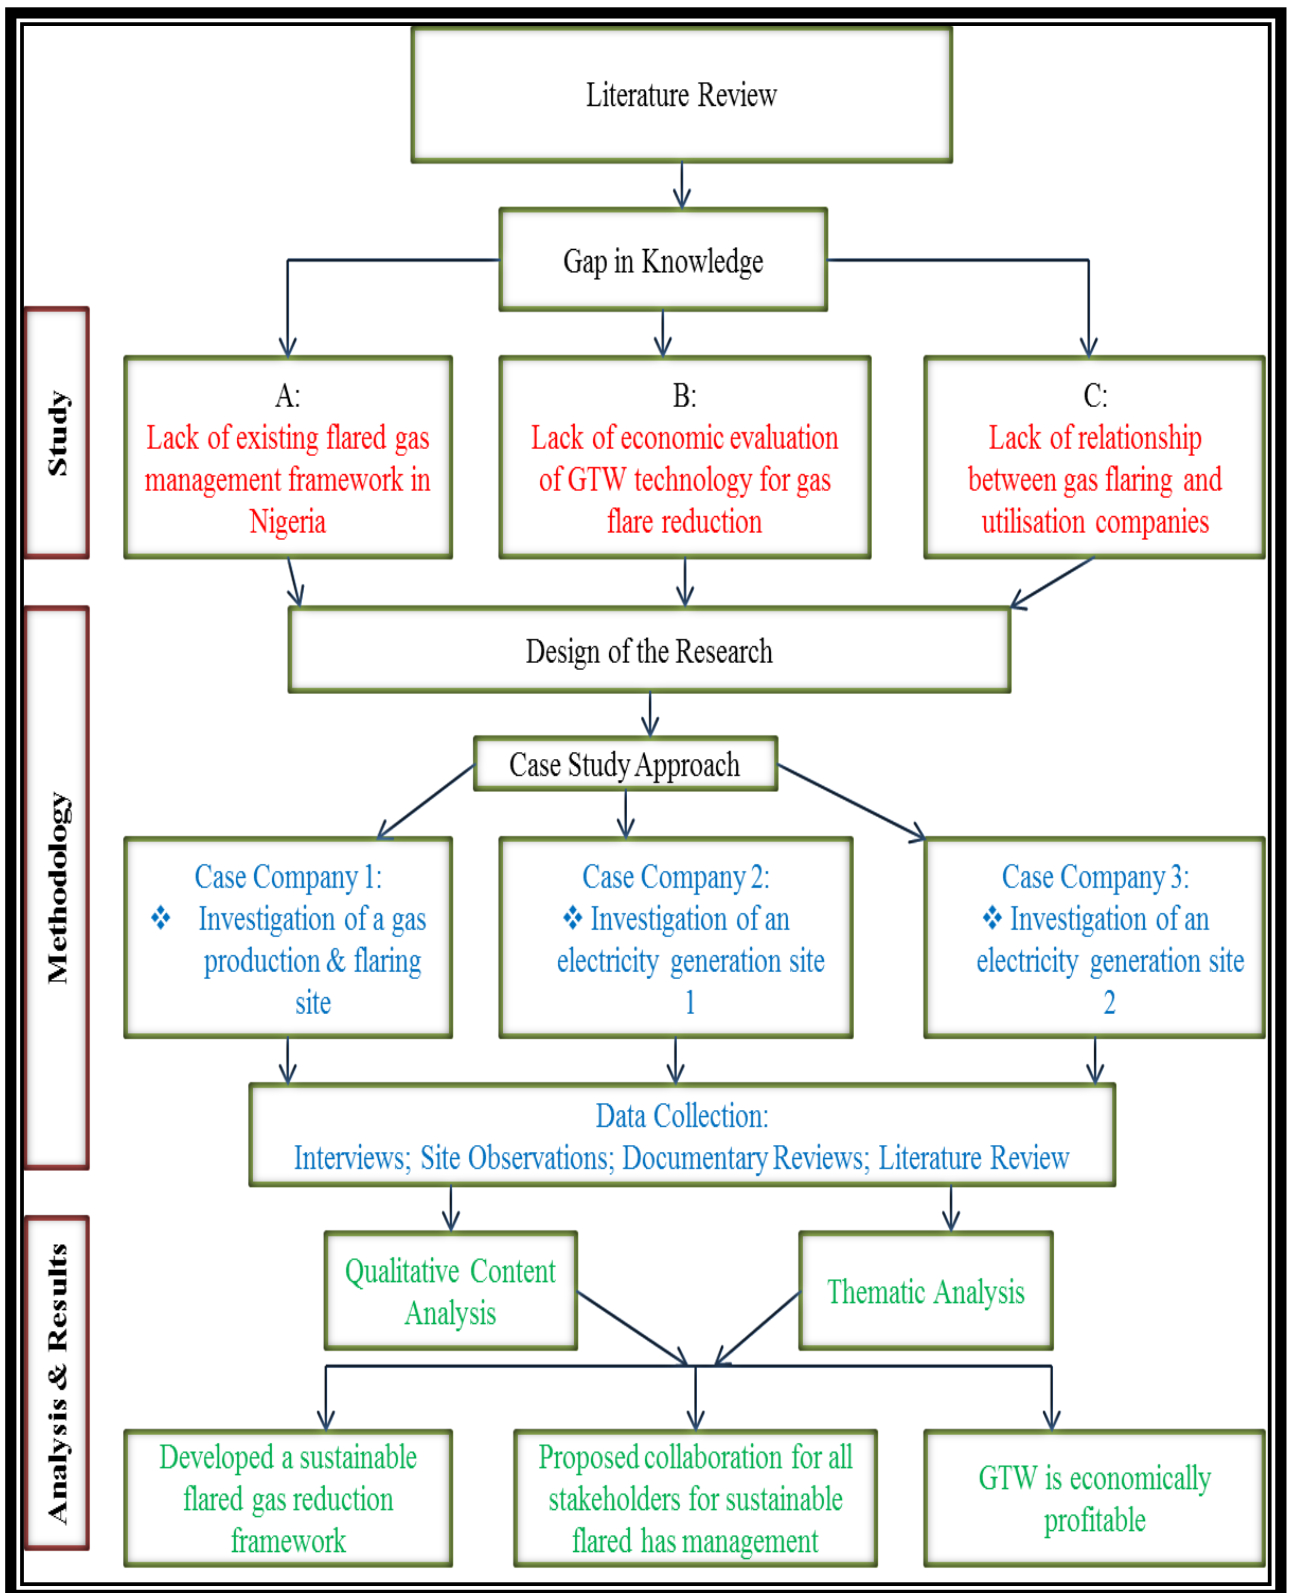 Literature Review
Gap in Knowledge
Study
A:
Lack of existing flared gas
management framework in
Nigeria
B:
Lack of economic evaluation
of GTW technology for gas
flare reduction
C:
Lack of relationship
between gas flaring and
utilisation companies
Methodology
Design of the Research
Case Study Approach
Case Company 1:
❖ Investigation of a gas
production & flaring
site
Case Company 2:
❖ Investigation of an
electricity generation site
1
Case Company 3:
❖ Investigation of an
electricity generation site
2
Data Collection:
Interviews; Site Observations; Documentary Reviews; Literature Review
Analysis & Results
Qualitative Content
Analysis
Thematic Analysis
Developed a sustainable
flared gas reduction
framework
Proposed collaboration for all
stakeholders for sustainable
flared has management
GTW is economically
profitable